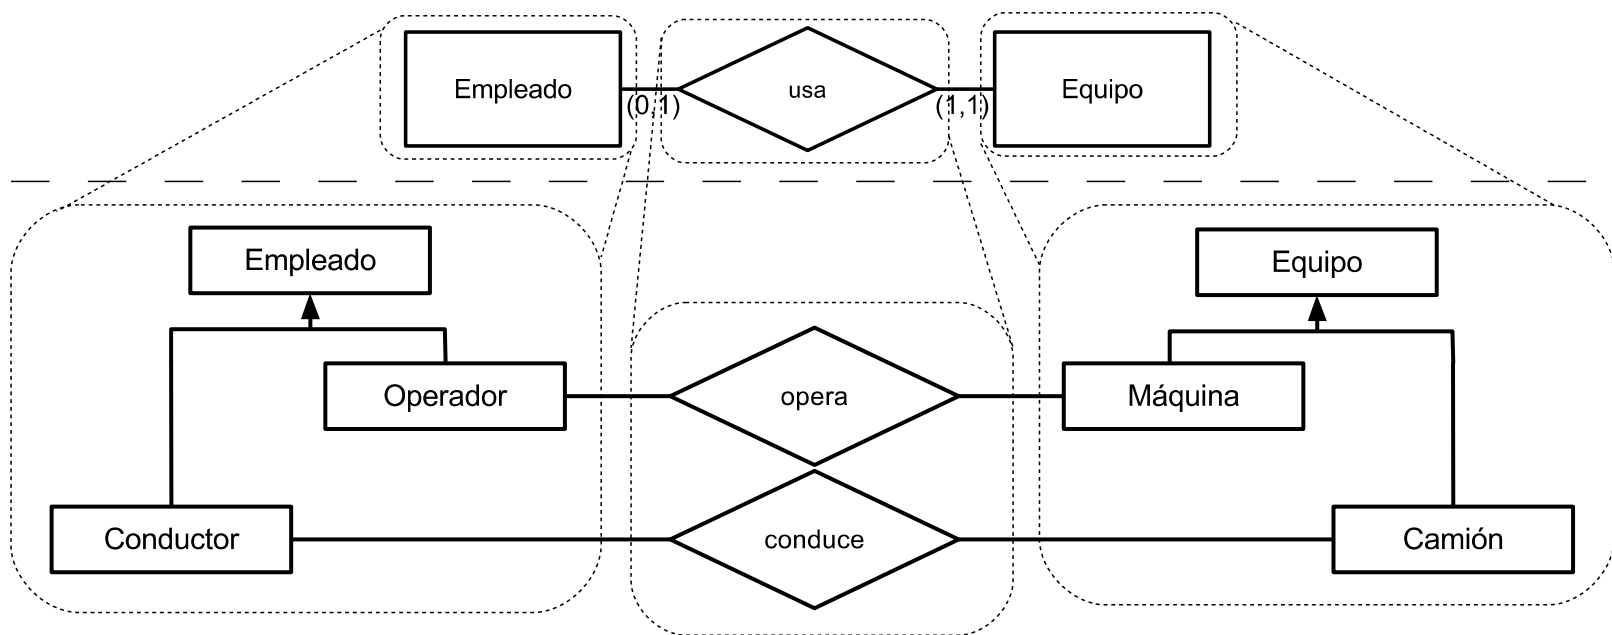 Empleado
(0,1)
usa
(1,1)
Equipo
Empleado
Equipo
Operador
opera
Máquina
Conductor
conduce
Camión